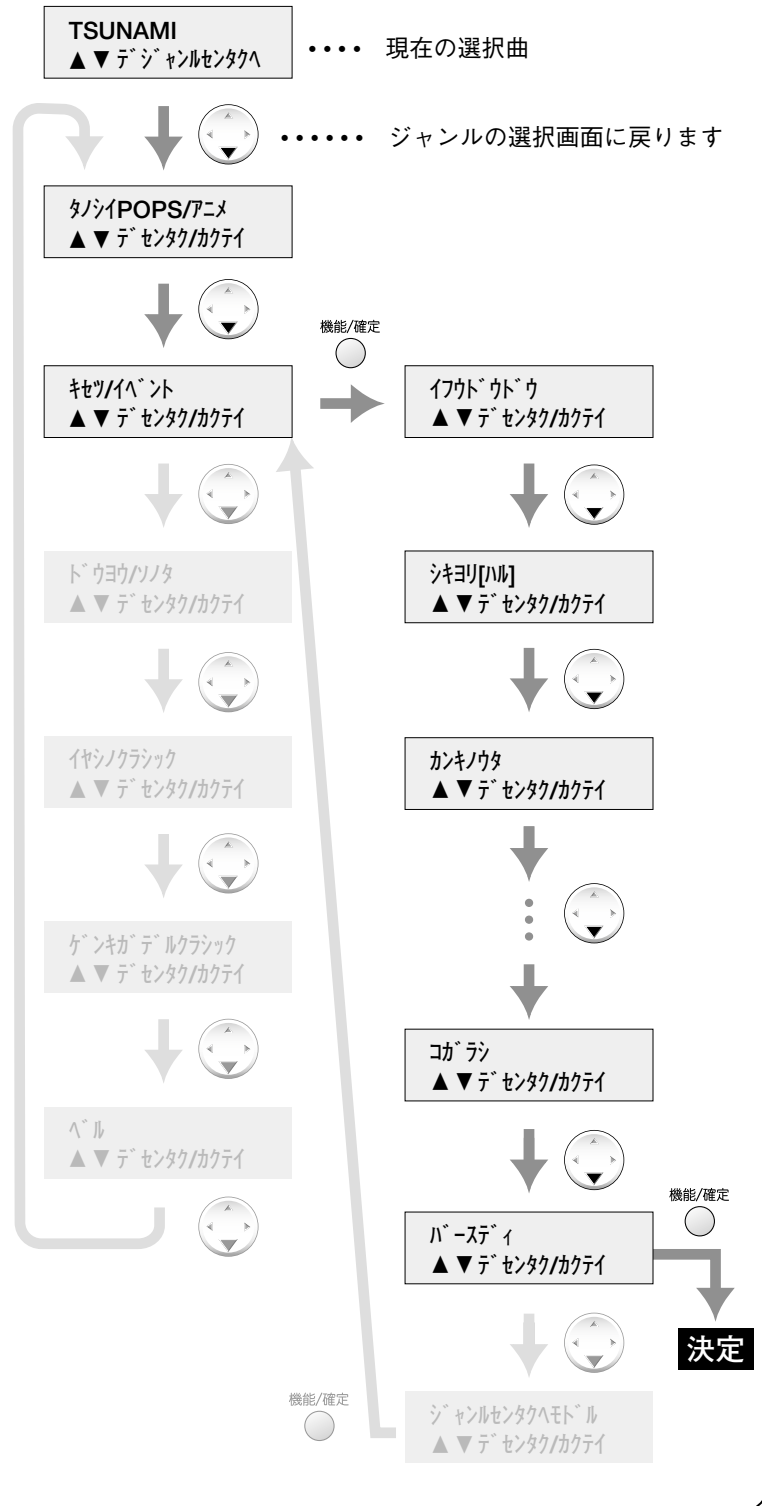 TSUNAMI
▲▼ﾃﾞｼﾞｬﾝﾙｾﾝﾀｸﾍ
・・・・ 現在の選択曲
・・・・・・ ジャンルの選択画面に戻ります
ﾀﾉｼｲPOPS/ｱﾆﾒ
▲▼ﾃﾞｾﾝﾀｸ/ｶｸﾃｲ
機能/確定
ｷｾﾂ/ｲﾍﾞﾝﾄ
▲▼ﾃﾞｾﾝﾀｸ/ｶｸﾃｲ
ﾄﾞｳﾖｳ/ｿﾉﾀ
▲▼ﾃﾞｾﾝﾀｸ/ｶｸﾃｲ
ｲﾔｼﾉｸﾗｼｯｸ
▲▼ﾃﾞｾﾝﾀｸ/ｶｸﾃｲ
ｹﾞﾝｷｶﾞﾃﾞﾙｸﾗｼｯｸ
▲▼ﾃﾞｾﾝﾀｸ/ｶｸﾃｲ
ﾍﾞﾙ
▲▼ﾃﾞｾﾝﾀｸ/ｶｸﾃｲ
ｲﾌｳﾄﾞｳﾄﾞｳ
▲▼ﾃﾞｾﾝﾀｸ/ｶｸﾃｲ
ｼｷﾖﾘ[ﾊﾙ]
▲▼ﾃﾞｾﾝﾀｸ/ｶｸﾃｲ
ｶﾝｷﾉｳﾀ
▲▼ﾃﾞｾﾝﾀｸ/ｶｸﾃｲ
ｺｶﾞﾗｼ
▲▼ﾃﾞｾﾝﾀｸ/ｶｸﾃｲ
ﾊﾞｰｽﾃﾞｨ
▲▼ﾃﾞｾﾝﾀｸ/ｶｸﾃｲ
機能/確定
決定
ｼﾞｬﾝﾙｾﾝﾀｸﾍﾓﾄﾞﾙ
▲▼ﾃﾞｾﾝﾀｸ/ｶｸﾃｲ
機能/確定